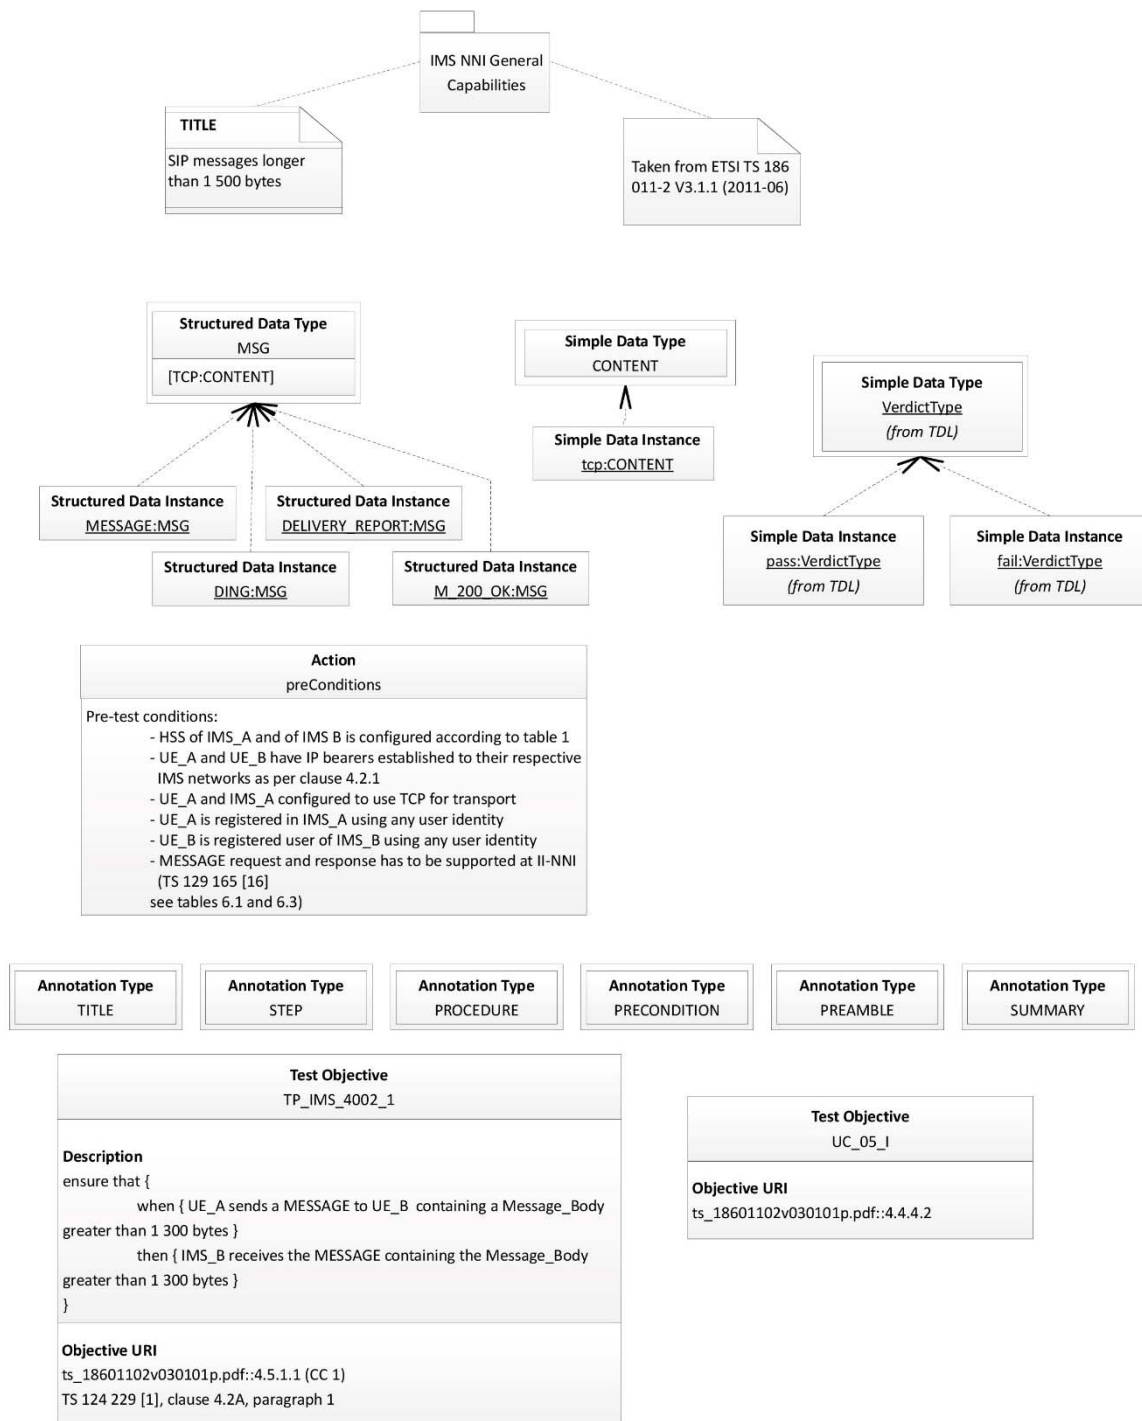 IMS NNI General
Capabilities
TITLE
SIP messages longer
than 1 500 bytes
Taken from ETSI TS 186
011-2 V3.1.1 (2011-06)
Structured Data Type
MSG
[TCP:CONTENT]
Simple Data Type
CONTENT
Simple Data Instance
tcp:CONTENT
Simple Data Type
VerdictType
(from TDL)
Structured Data Instance
MESSAGE:MSG
Structured Data Instance
DELIVERY_REPORT:MSG
Structured Data Instance
DING:MSG
Structured Data Instance
M_200_OK:MSG
Simple Data Instance
pass:VerdictType
(from TDL)
Simple Data Instance
fail:VerdictType
(from TDL)
Action
preConditions
Pre-test conditions:
- HSS of IMS_A and of IMS B is configured according to table 1
- UE_A and UE_B have IP bearers established to their respective
IMS networks as per clause 4.2.1
- UE_A and IMS_A configured to use TCP for transport
- UE_A is registered in IMS_A using any user identity
- UE_B is registered user of IMS_B using any user identity
- MESSAGE request and response has to be supported at II-NNI
(TS 129 165 [16]
see tables 6.1 and 6.3)
Annotation Type
TITLE
Annotation Type
STEP
Annotation Type
PROCEDURE
Annotation Type
PRECONDITION
Annotation Type
PREAMBLE
Annotation Type
SUMMARY
Test Objective
TP_IMS_4002_1
Description
ensure that {
when { UE_A sends a MESSAGE to UE_B containing a Message_Body
greater than 1 300 bytes }
then { IMS_B receives the MESSAGE containing the Message_Body
greater than 1 300 bytes }
}
Objective URI
ts_18601102v030101p.pdf::4.5.1.1 (CC 1)
TS 124 229 [1], clause 4.2A, paragraph 1
Test Objective
UC_05_I
Objective URI
ts_18601102v030101p.pdf::4.4.4.2